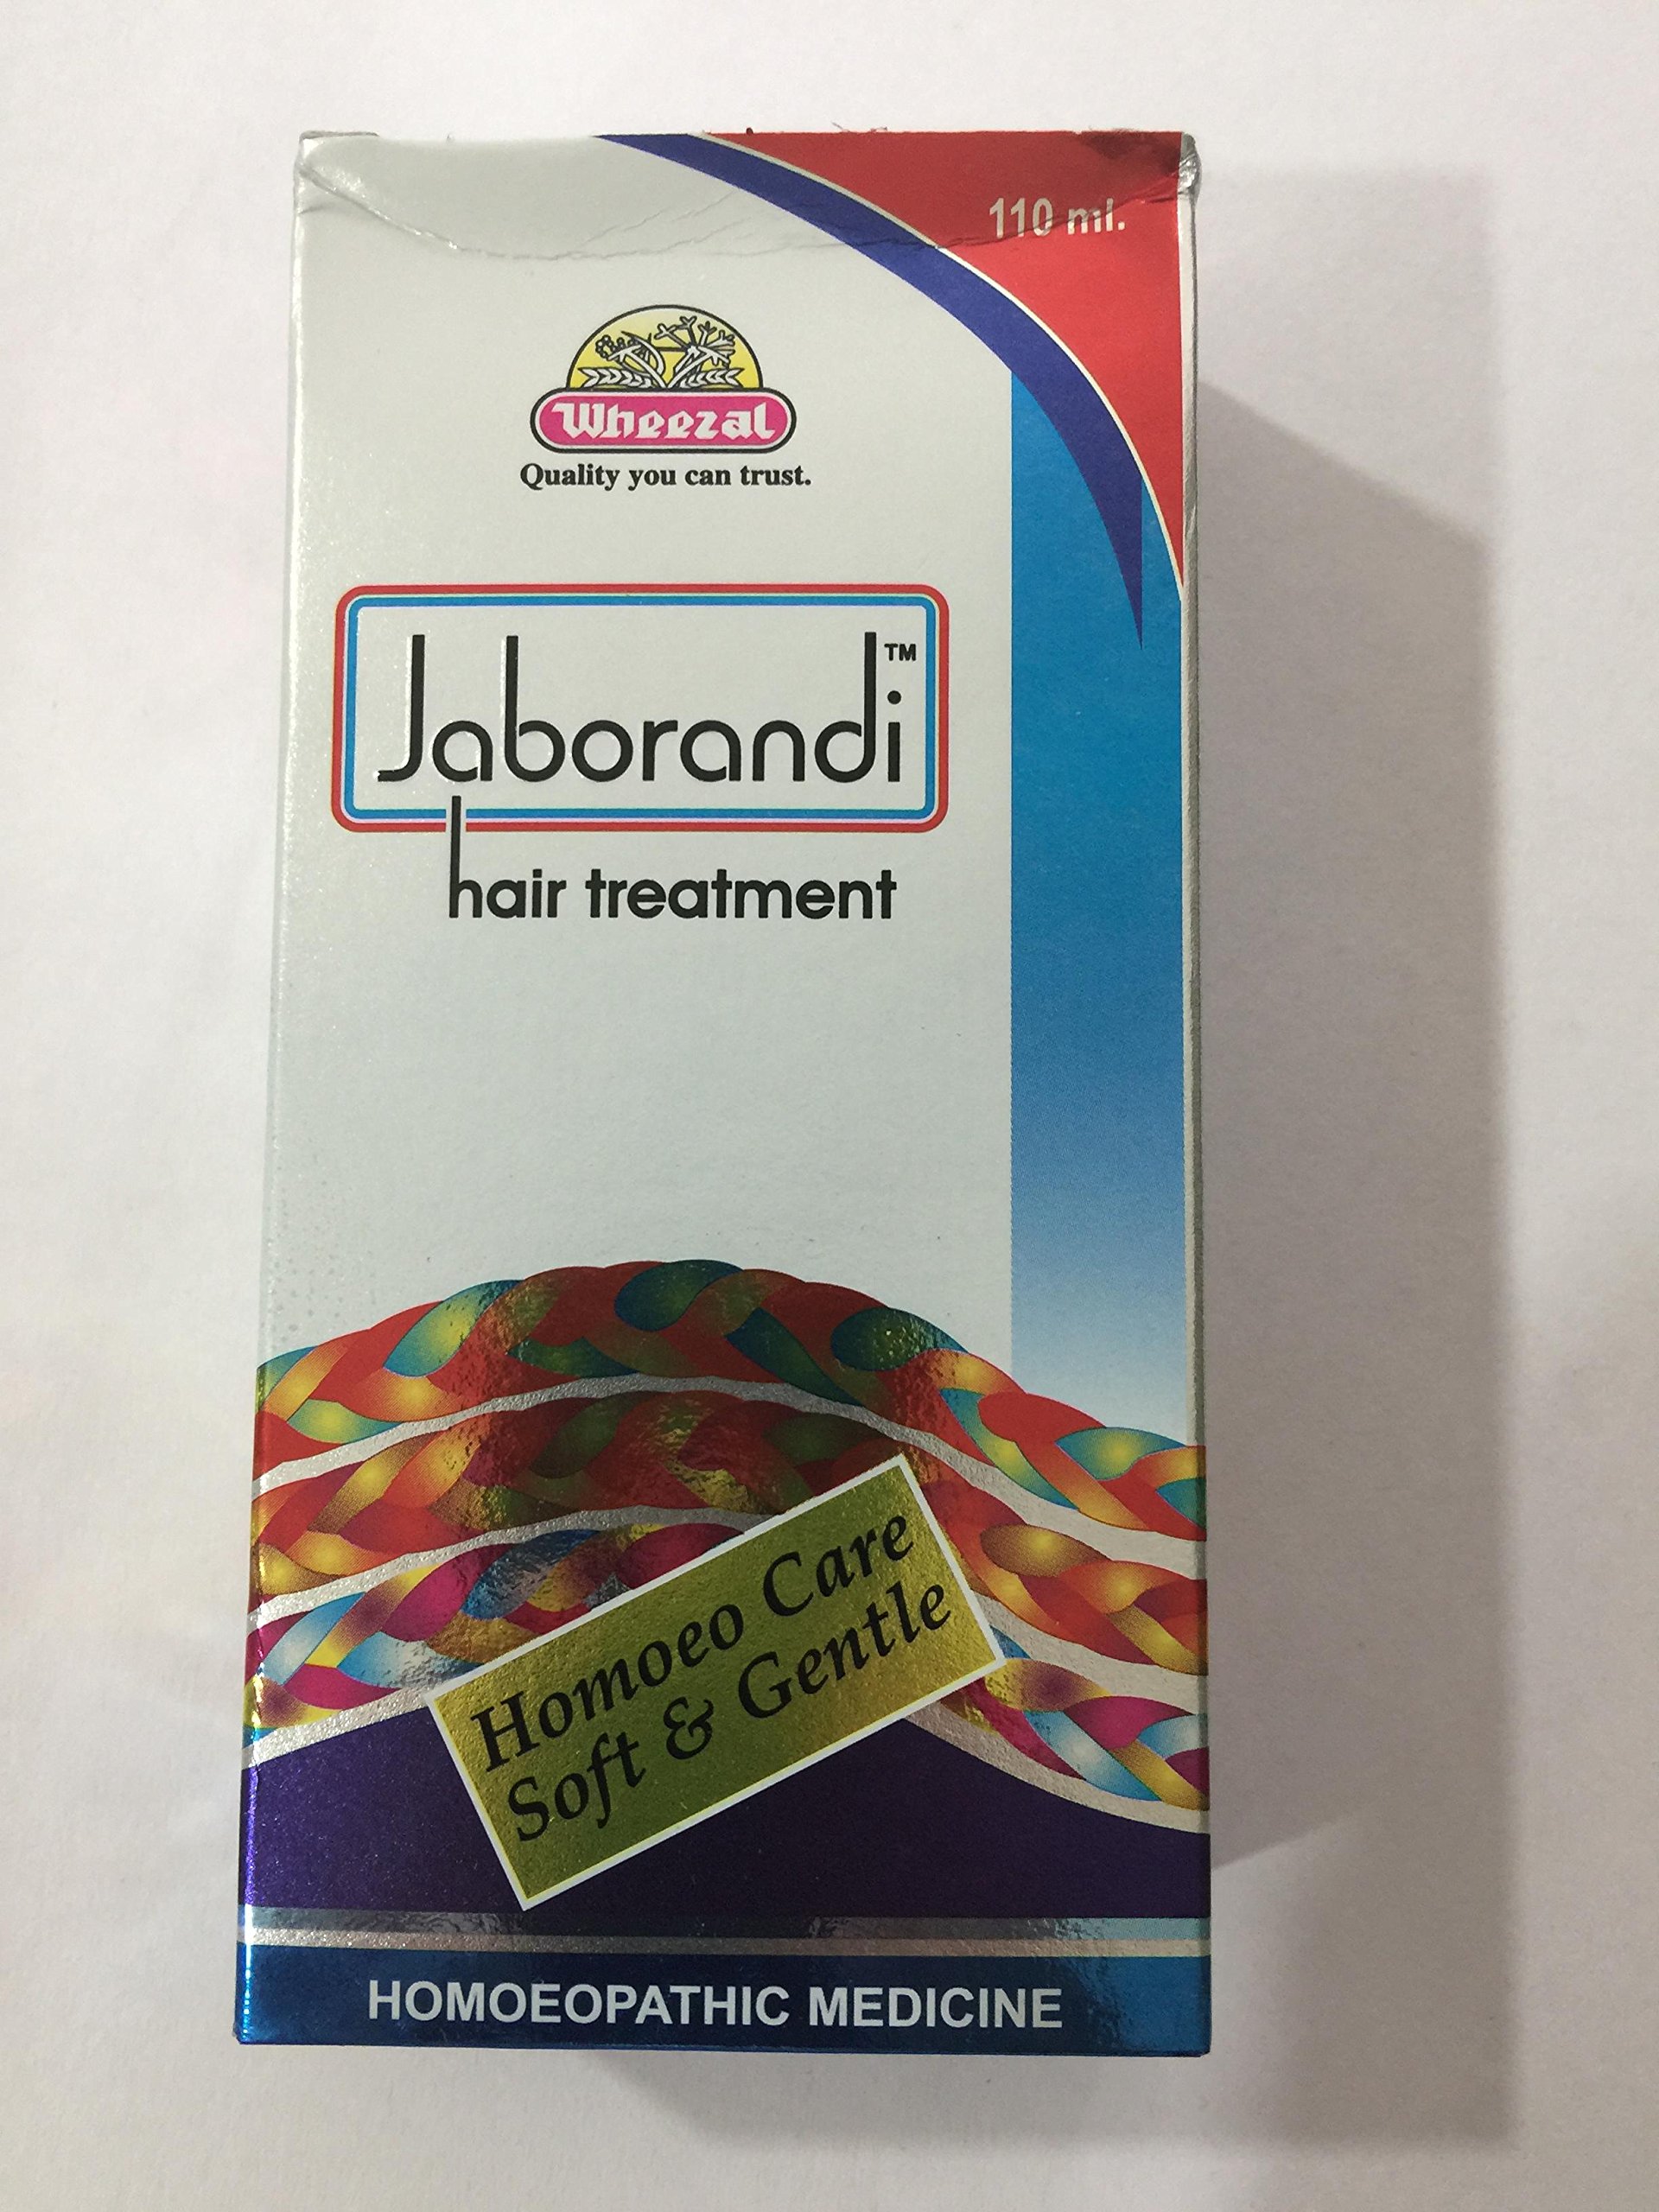 110 ml.
Wheezal
Quality you can trust.
Jaborandi™
hair treatment
Homoeo Care
Soft & Gentle
HOMOEOPATHIC MEDICINE